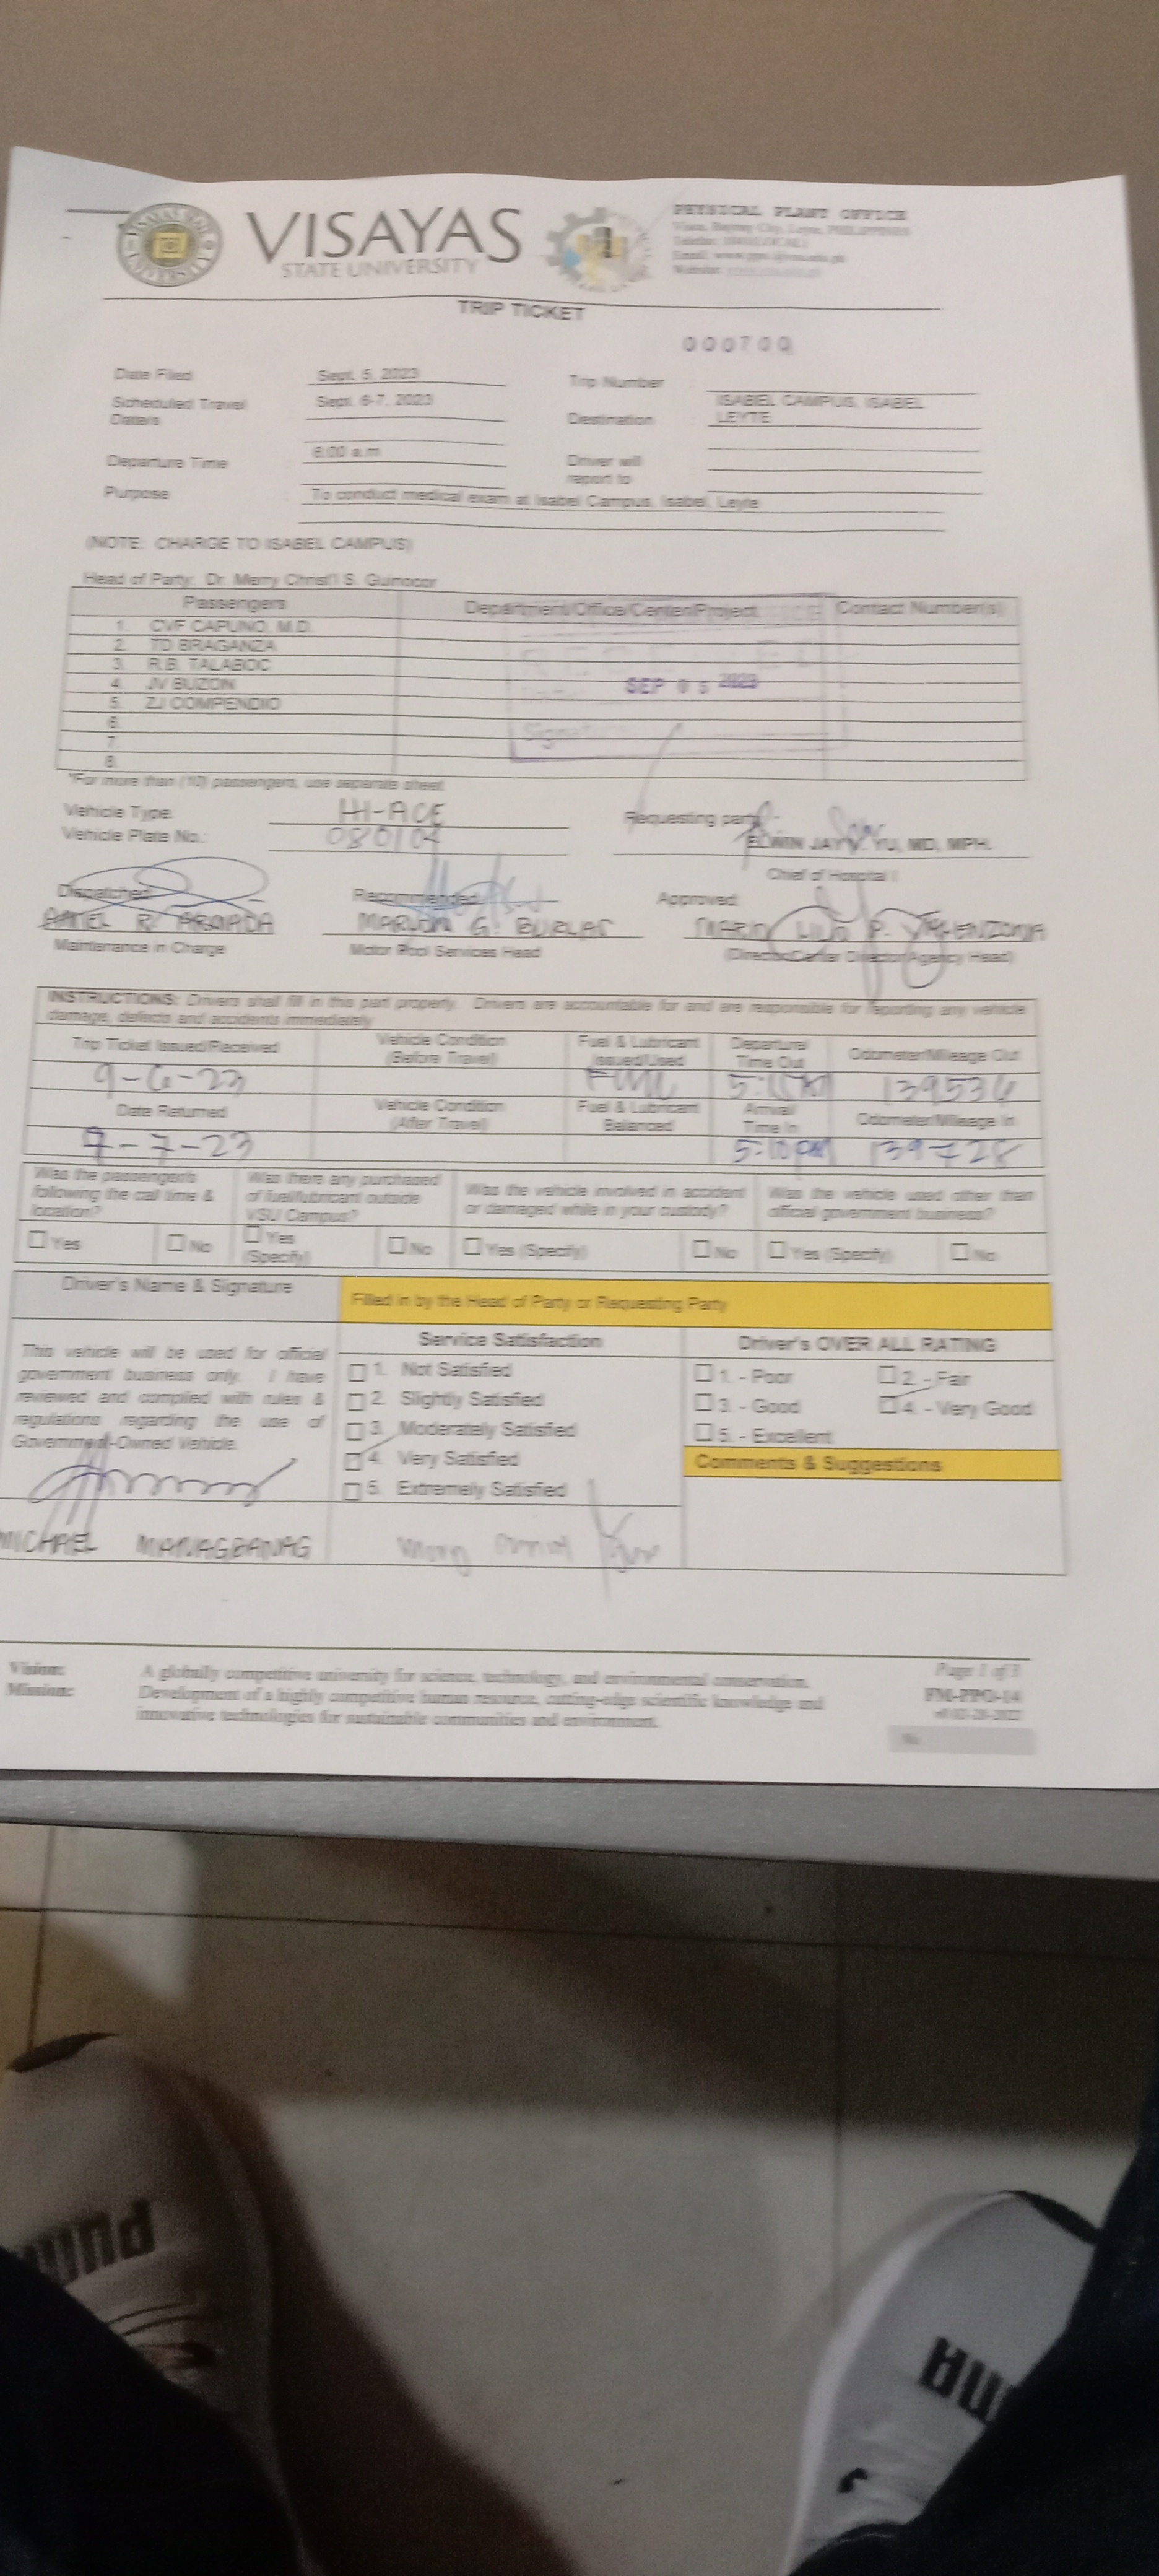 VISAYAS
STATE UNIVERSITY
PHYSICAL PLANT OFFICE
Visca, Baybay City, Leyte, PHILIPPINES
TRIP TICKET
000700
Date Filed : Sept. 5, 2023
Trip Number :
Scheduled Travel Date/s : Sept. 6-7, 2023
Destination : ISABEL CAMPUS, ISABEL LEYTE
Departure Time : 6:00 a.m
Driver will report to :
Purpose : To conduct medical exam at Isabel Campus, Isabel, Leyte
(NOTE: CHARGE TO ISABEL CAMPUS)
Head of Party: Dr. Merry Christ'l S. Guinocor
Passengers Department/Office/Center/Project Contact Number(s)
1. CVF CAPUNO, M.D.
2. TD BRAGANZA
3. R.B. TALABOC
4. JV BUZON
5. ZJ COMPENDIO
6.
7.
8.
SEP 05 2023
*For more than (10) passengers, use separate sheet.
Vehicle Type: HI-ACE
Requesting party:
Vehicle Plate No.: 080104
ELWIN JAY V. YU, MD, MPH.
Chief of Hospital I
Dispatched: Recommended: Approved:
MARLON G. BURLAS
Maintenance in Charge Motor Pool Services Head (Director/Center Director/Agency Head)
INSTRUCTIONS: Drivers shall fill in this part properly. Drivers are accountable for and are responsible for reporting any vehicle
damage, defects and accidents immediately
Trip Ticket Issued/Received Vehicle Condition (Before Travel) Fuel & Lubricant Issued/Used Departure/ Time Out Odometer/Mileage Out
9-6-23 139534
Date Returned Vehicle Condition (After Travel) Fuel & Lubricant Balanced Arrival/ Time In Odometer/Mileage In
9-7-23 5:10 PM 139728
Was the passenger/s following the call time & location?
Was there any purchased of fuel/lubricant outside VSU Campus?
Was the vehicle involved in accident or damaged while in your custody?
Was the vehicle used other than official government business?
Yes No Yes (Specify) No Yes (Specify) No Yes (Specify) No
Driver's Name & Signature
Filled in by the Head of Party or Requesting Party
This vehicle will be used for official
government business only. I have
reviewed and complied with rules &
regulations regarding the use of
Government-Owned Vehicle.
MICHAEL MANAGBANAG
Service Satisfaction
1. Not Satisfied
2. Slightly Satisfied
3. Moderately Satisfied
4. Very Satisfied
5. Extremely Satisfied
Driver's OVER ALL RATING
1. - Poor 2. - Fair
3. - Good 4. - Very Good
5. - Excellent
Comments & Suggestions
Vision: A globally competitive university for science, technology, and environmental conservation.
Mission: Development of a highly competitive human resource, cutting-edge scientific knowledge and
innovative technologies for sustainable communities and environment.
Page 1 of 3
FM-PPO-14
No.
PUMA